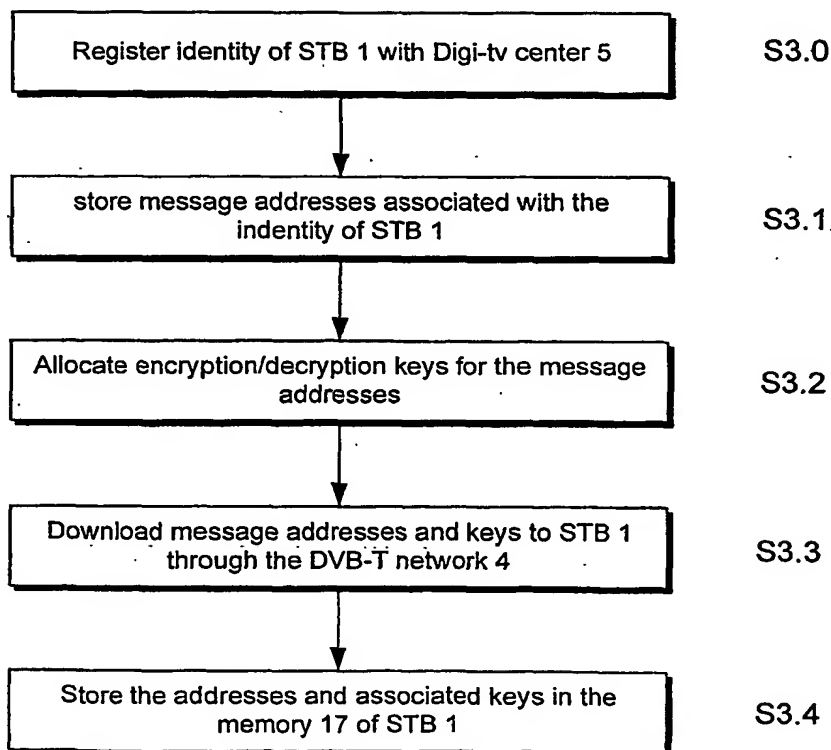 Register identity of STB 1 with Digi-tv center 5
S3.0
store message addresses associated with the
indentity of STB 1
S3.1
Allocate encryption/decryption keys for the message
addresses
S3.2
Download message addresses and keys to STB 1
through the DVB-T network 4
S3.3
Store the addresses and associated keys in the
memory 17 of STB 1
S3.4